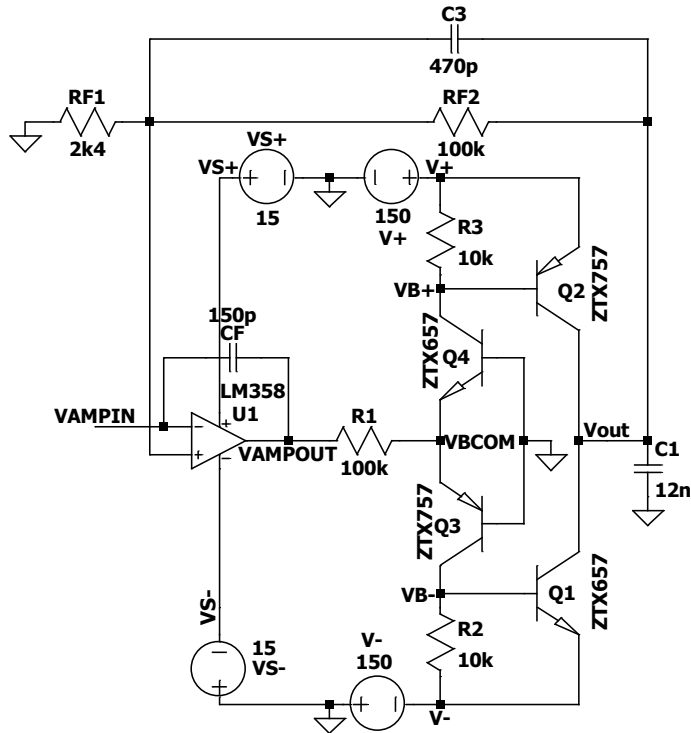 C3
470p
RF1
2k4
RF2
100k
VS+
VS+
15
V+
150
V+
R3
10k
VB+
Q2
ZTX757
150p
CF
LM358
U1
ZTX657
Q4
VAMPIN
+
+
VAMPOUT
R1
100k
VBCOM
Vout
C1
12n
ZTX757
Q3
VB-
Q1
ZTX657
VS-
15
VS-
R2
10k
V-
150
V-